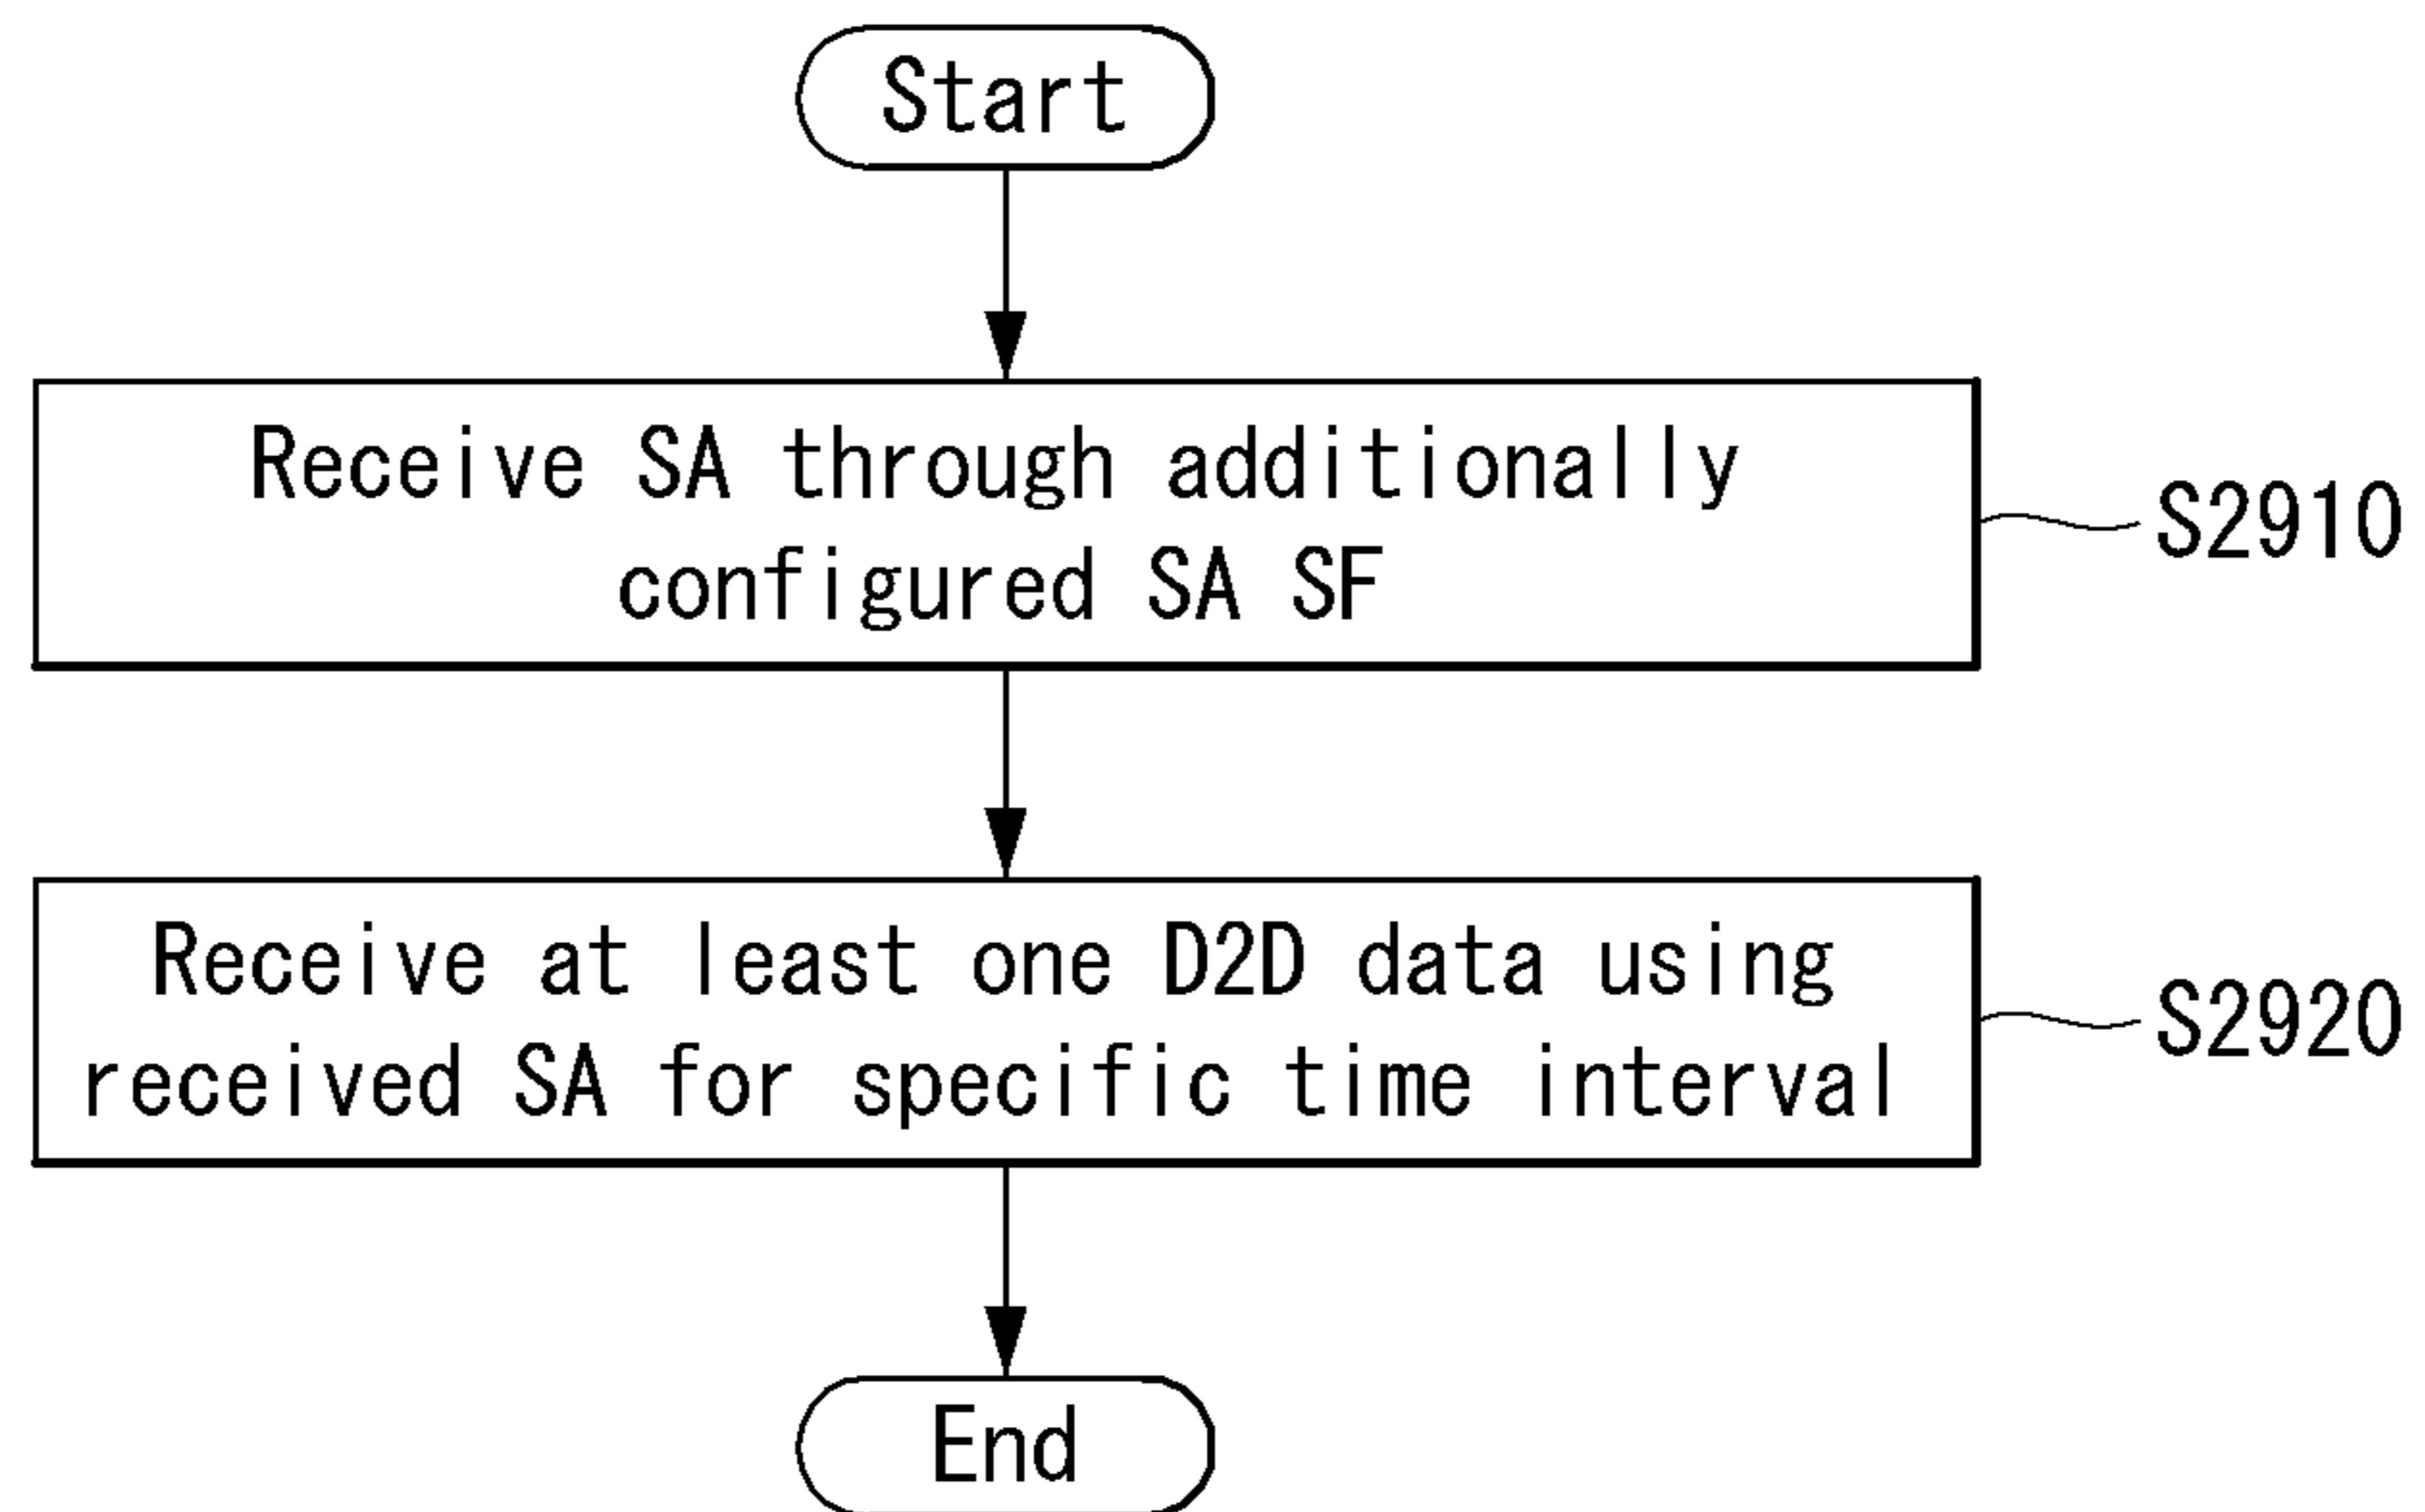 Start
Receive SA through additionally
configured SA SF
S2910
Receive at least one D2D data using
received SA for specific time interval
S2920
End